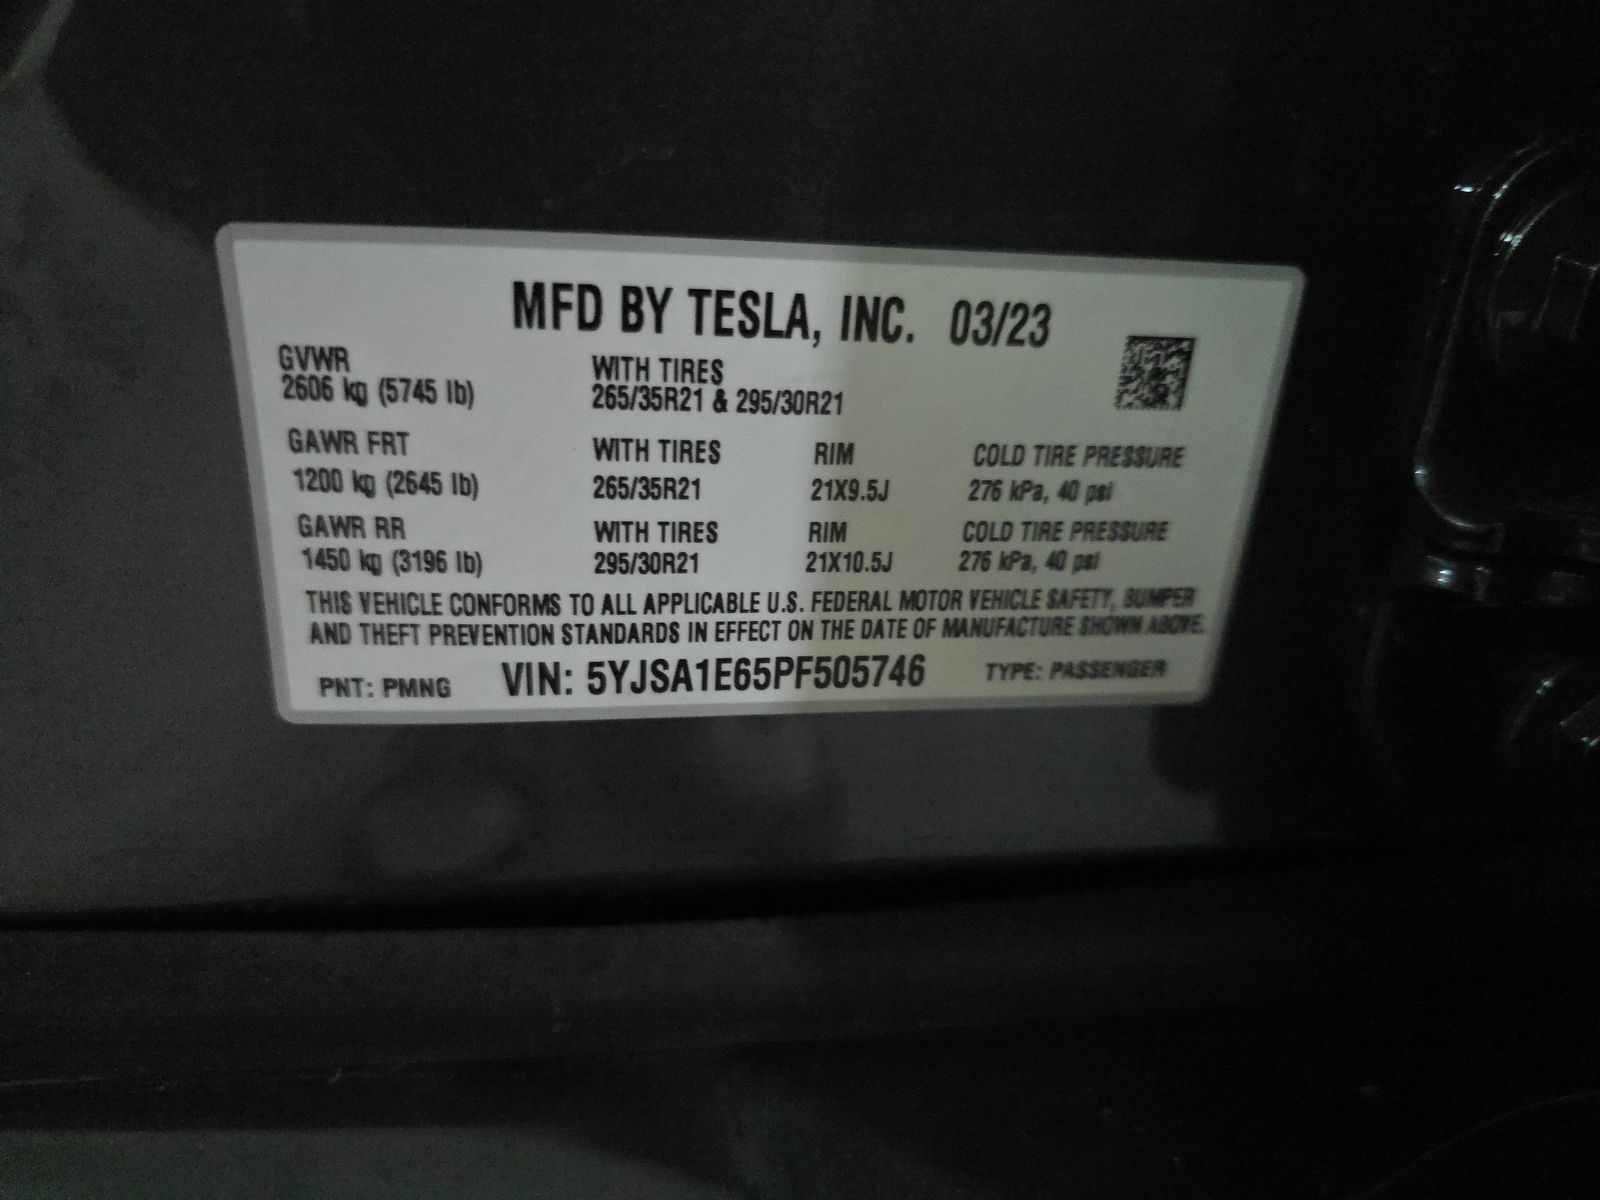 MFD BY TESLA, INC. 03/23
GVWR WITH TIRES
2606 kg (5745 lb) 265/35R21 & 295/30R21
GAWR FRT WITH TIRES RIM COLD TIRE PRESSURE
1200 kg (2645 lb) 265/35R21 21X9.5J 276 kPa, 40 psi
GAWR RR WITH TIRES RIM COLD TIRE PRESSURE
1450 kg (3196 lb) 295/30R21 21X10.5J 276 kPa, 40 psi
THIS VEHICLE CONFORMS TO ALL APPLICABLE U.S. FEDERAL MOTOR VEHICLE SAFETY, BUMPER
AND THEFT PREVENTION STANDARDS IN EFFECT ON THE DATE OF MANUFACTURE SHOWN ABOVE.
PNT: PMNG VIN: 5YJSA1E65PF505746 TYPE: PASSENGER